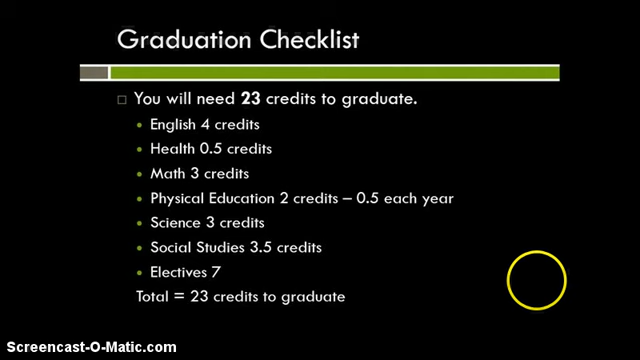 Graduation Checklist
You will need 23 credits to graduate.
English 4 credits
Health 0.5 credits
Math 3 credits
Physical Education 2 credits – 0.5 each year
Science 3 credits
Social Studies 3.5 credits
Electives 7
Total = 23 credits to graduate
Screencast-O-Matic.com